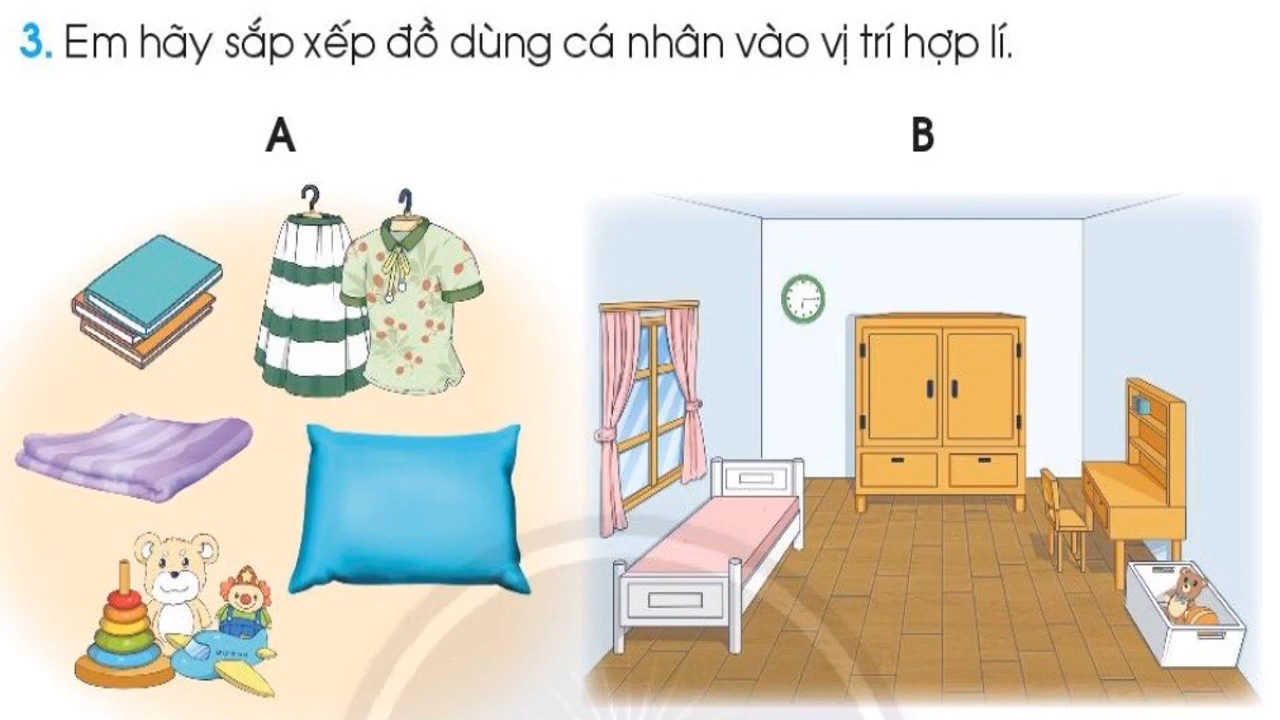 3. Em hãy sắp xếp đồ dùng cá nhân vào vị trí hợp lí.
A
B